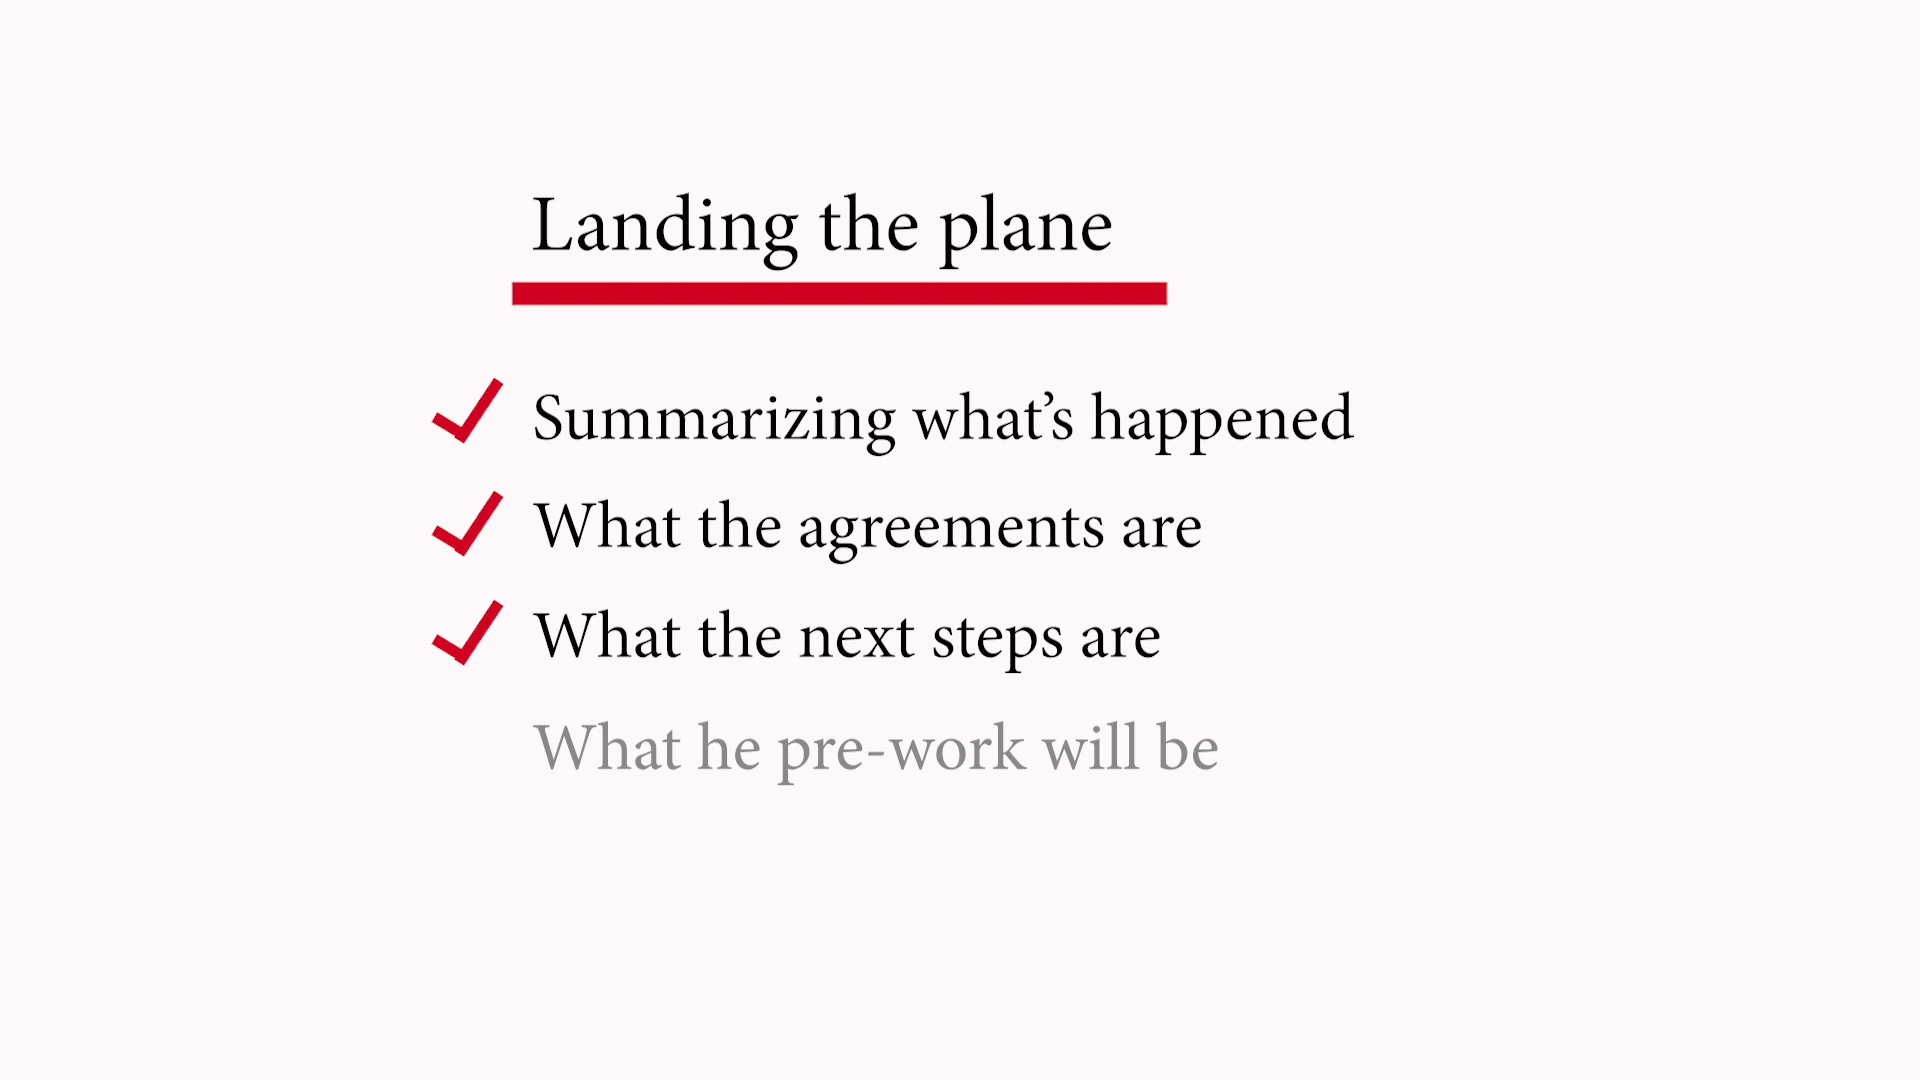 Landing the plane
Summarizing what’s happened
What the agreements are
What the next steps are
What he pre-work will be